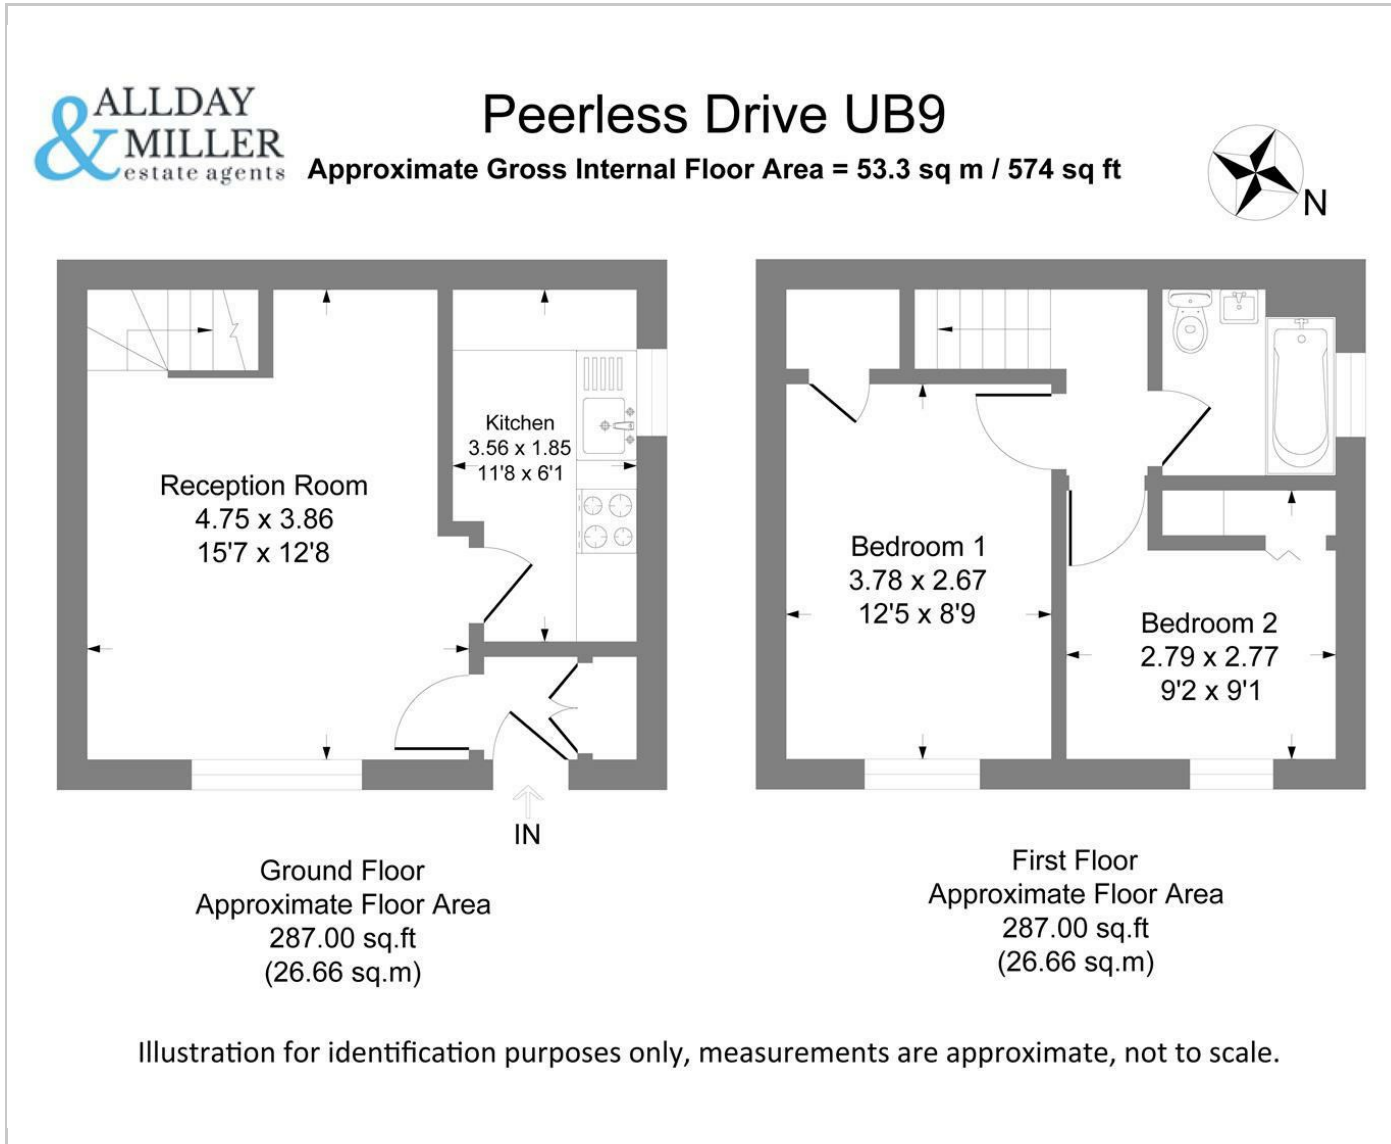 ALLDAY
& MILLER
estate agents
Peerless Drive UB9
Approximate Gross Internal Floor Area = 53.3 sq m / 574 sq ft
N
Kitchen
3.56 x 1.85
11'8 x 6'1
Reception Room
4.75 x 3.86
15'7 x 12'8
IN
Ground Floor
Approximate Floor Area
287.00 sq.ft
(26.66 sq.m)
Bedroom 1
3.78 x 2.67
12'5 x 8'9
Bedroom 2
2.79 x 2.77
9'2 x 9'1
First Floor
Approximate Floor Area
287.00 sq.ft
(26.66 sq.m)
Illustration for identification purposes only, measurements are approximate, not to scale.